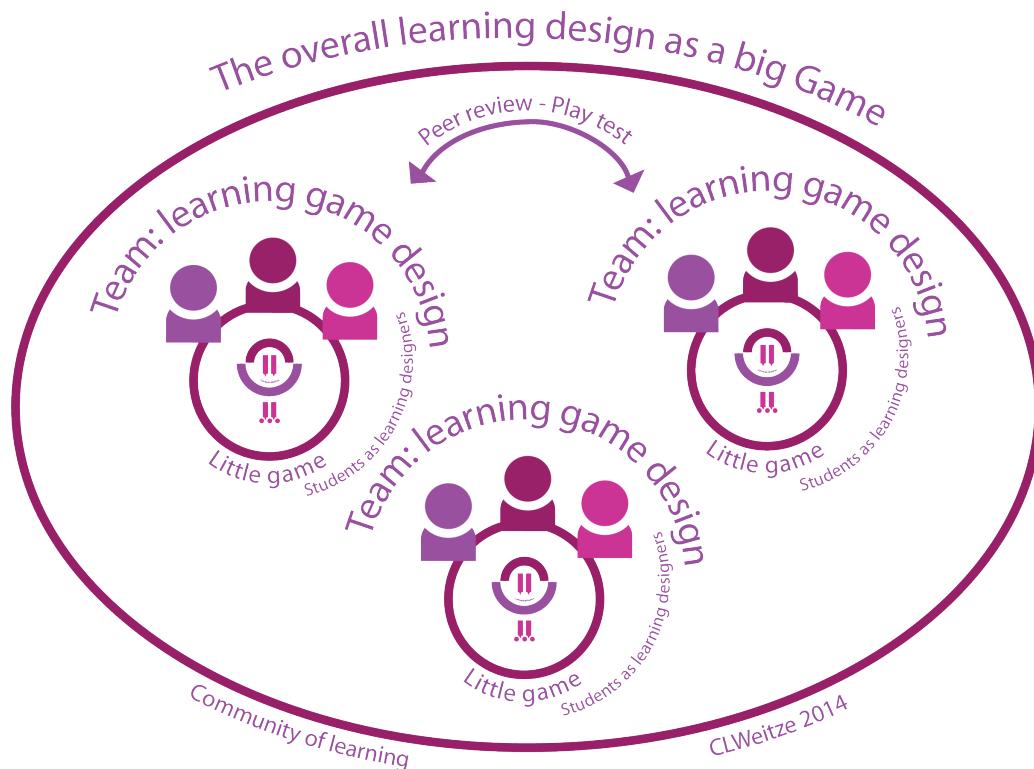 The overall learning design as a big Game
Peer review - Play test
Team: learning game design
Students as learning designers
Little game
Team: learning game design
Students as learning designers
Little game
Team: learning game design
Students as learning designers
Little game
Community of learning
CLWeitze 2014